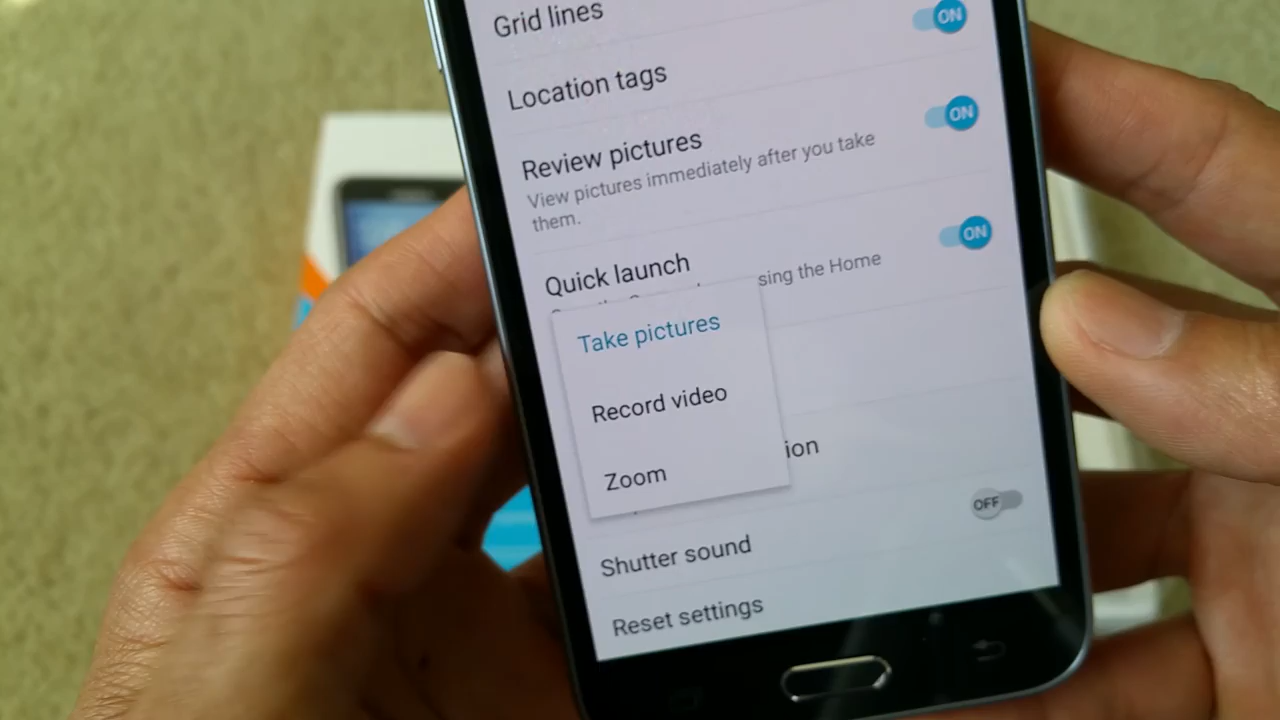 Grid lines
ON
Location tags
ON
Review pictures
View pictures immediately after you take
them.
ON
Quick launch
sing the Home
Take pictures
Record video
ion
Zoom
OFF
Shutter sound
Reset settings